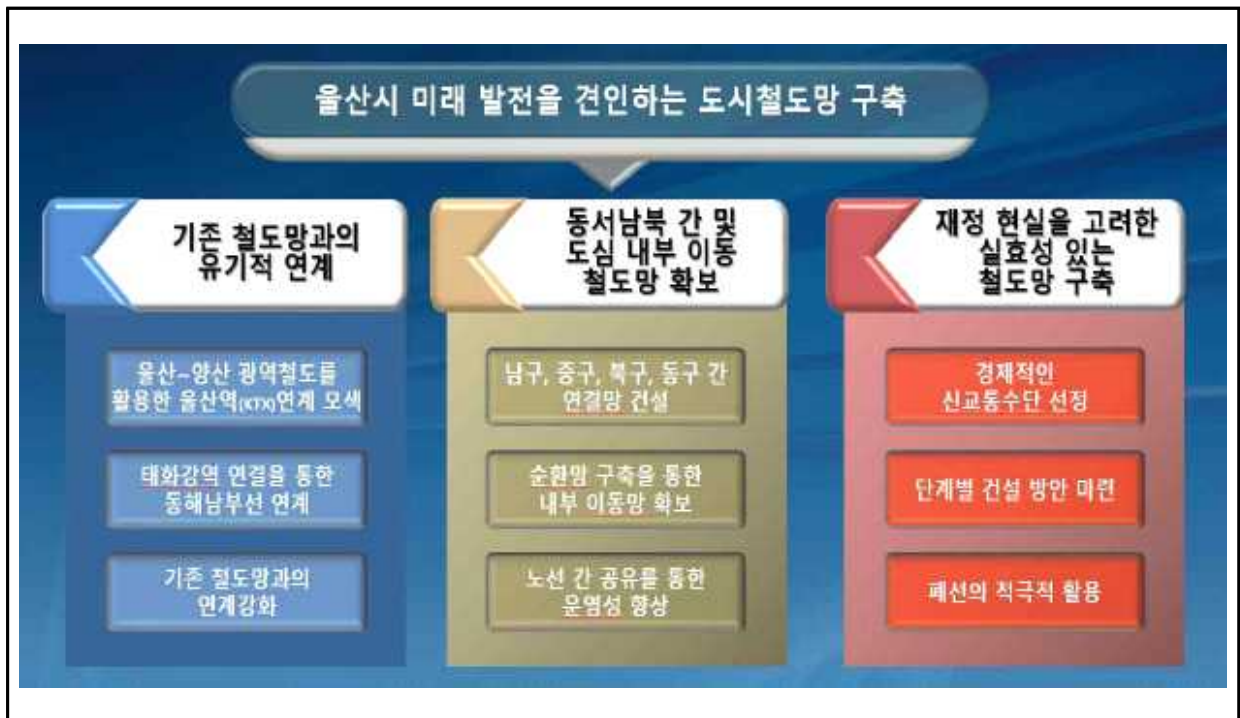 울산시 미래 발전을 견인하는 도시철도망 구축
기존 철도망과의
유기적 연계
울산-양산 광역철도를
활용한 울산역(KTX)연계 모색
태화강역 연결을 통한
동해남부선 연계
기존 철도망과의
연계강화
동서남북 간 및
도심 내부 이동
철도망 확보
남구, 중구, 북구, 동구 간
연결망 건설
순환망 구축을 통한
내부 이동망 확보
노선 간 공유를 통한
운영성 향상
재정 현실을 고려한
실효성 있는
철도망 구축
경제적인
신교통수단 선정
단계별 건설 방안 마련
폐선의 적극적 활용